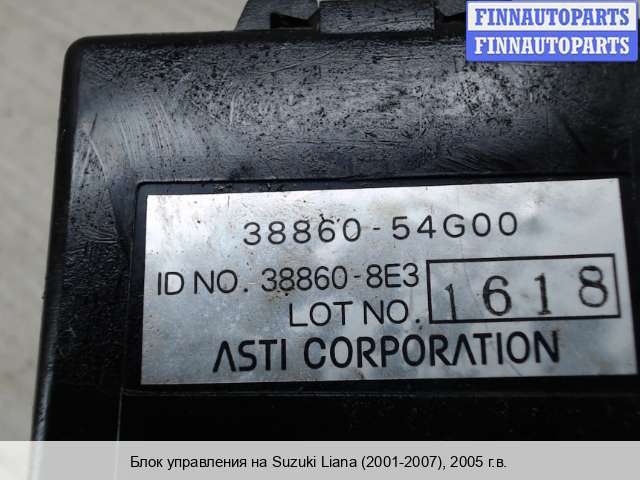 FINNAUTOPARTS
FINNAUTOPARTS
38860-54G00
ID NO. 38860-8E3
LOT NO. 1618
ASTI CORPORATION
Блок управления на Suzuki Liana (2001-2007), 2005 г.в.